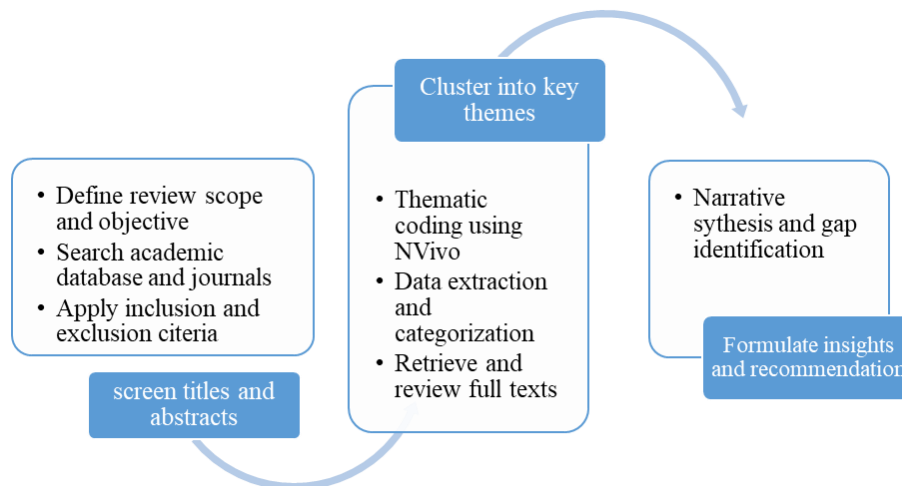 • Define review scope
and objective
• Search academic
database and journals
• Apply inclusion and
exclusion citeria
screen titles and
abstracts
Cluster into key
themes
• Thematic
coding using
NVivo
• Data extraction
and
categorization
• Retrieve and
review full texts
• Narrative
sythesis and gap
identification
Formulate insights
and recommendation